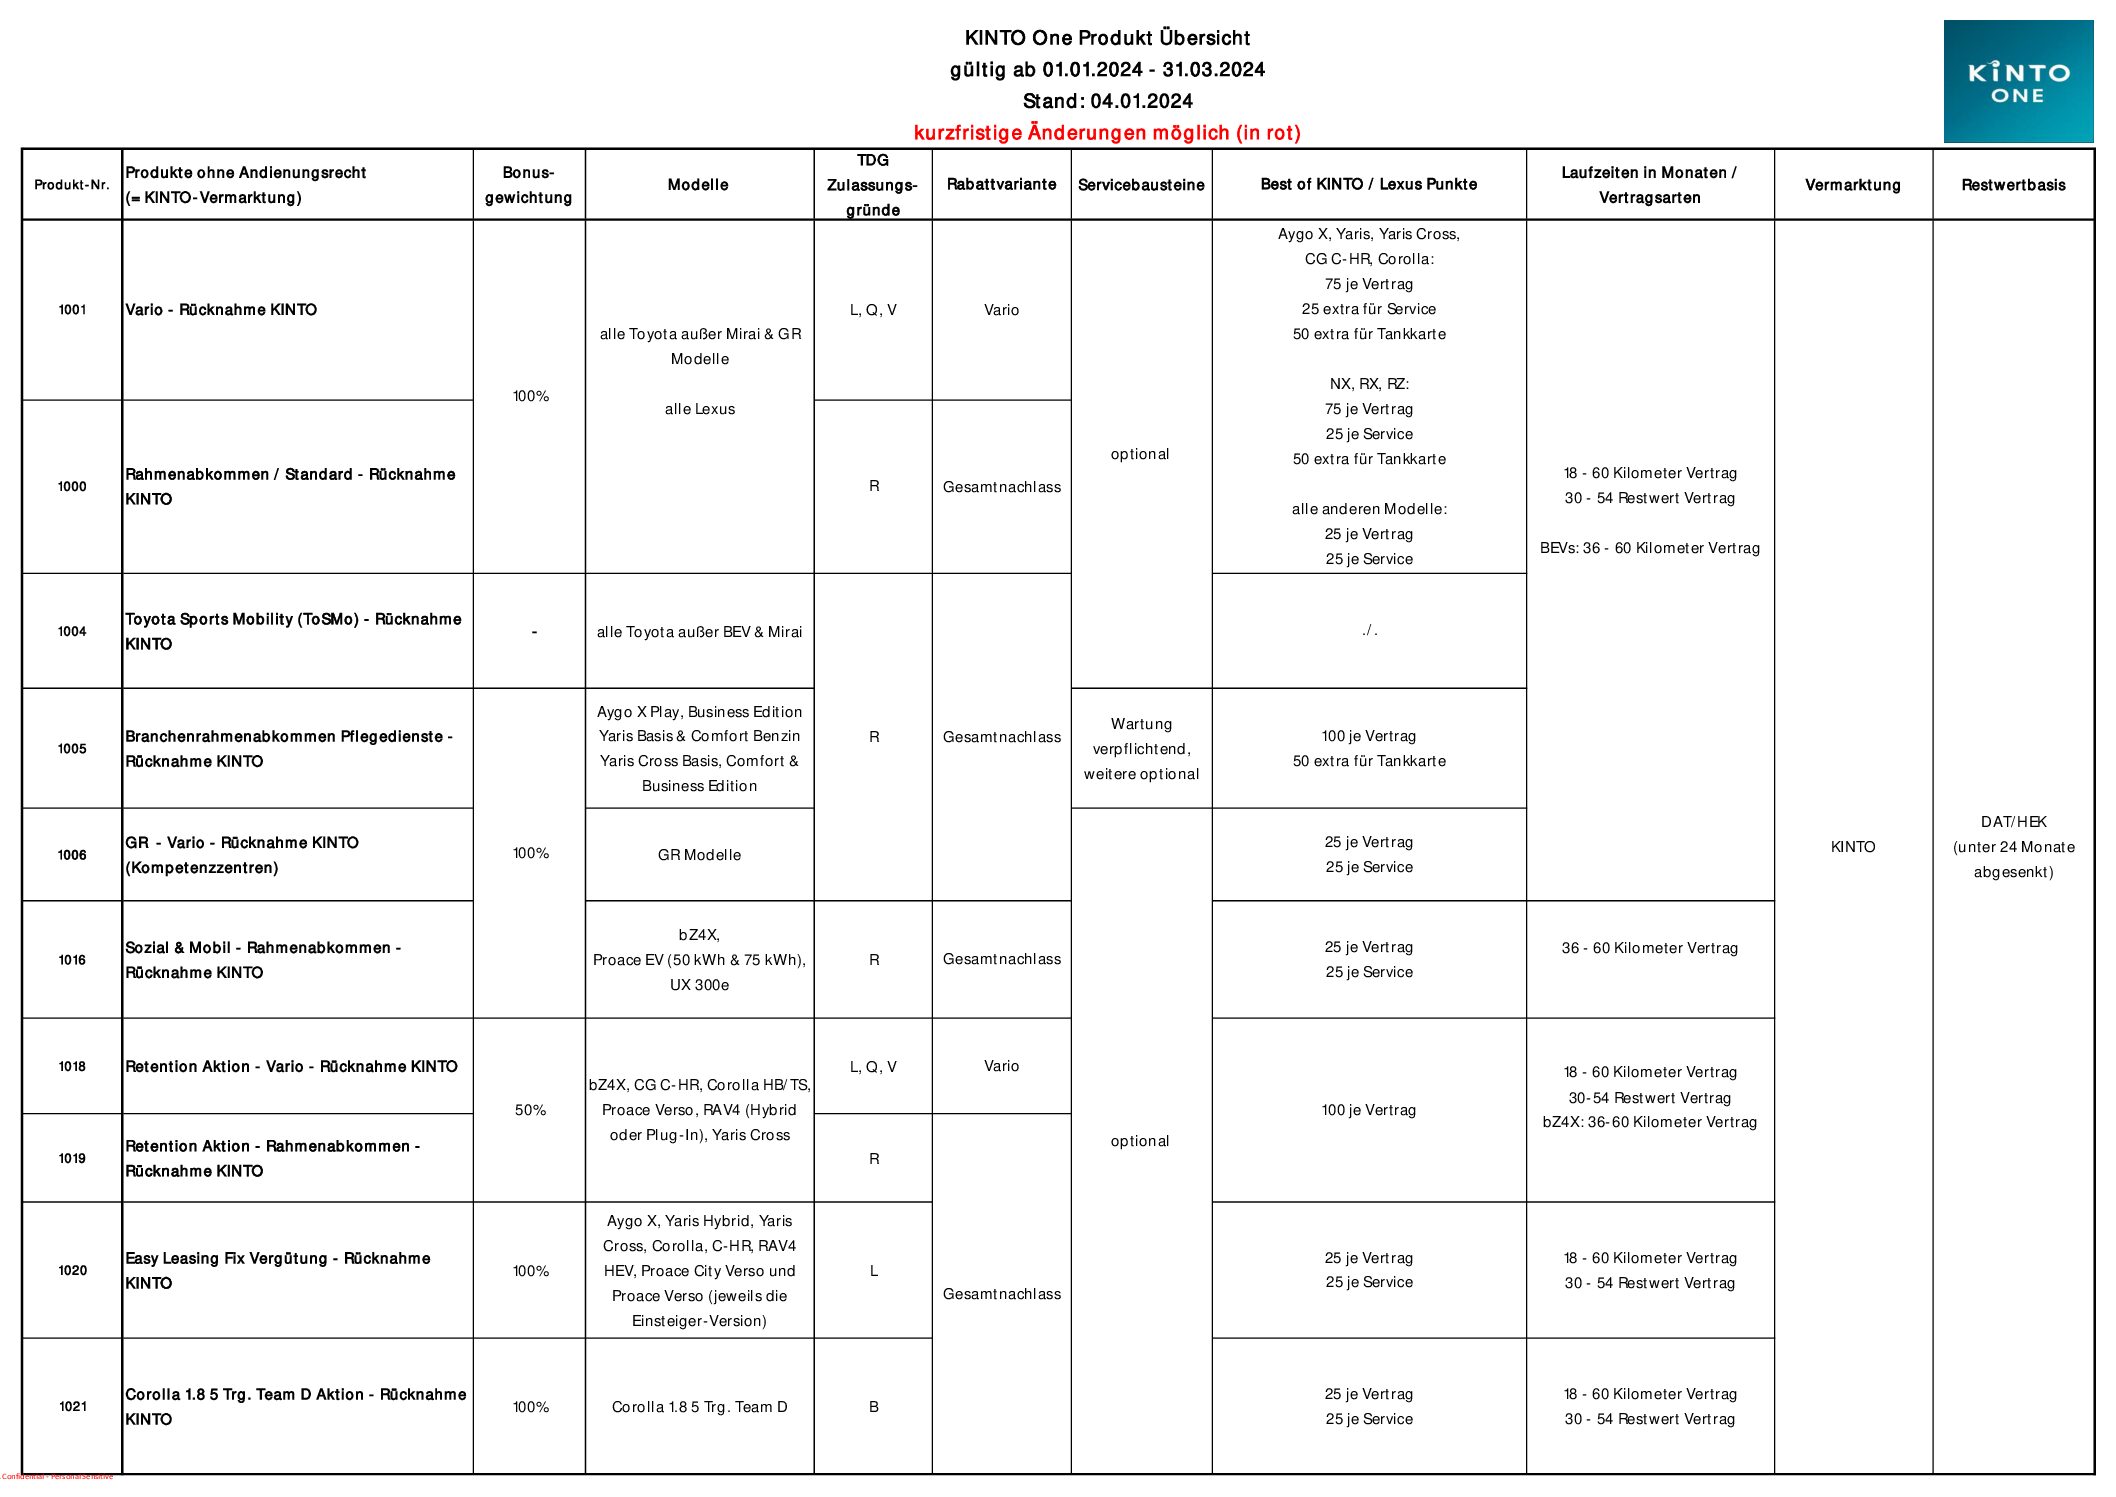 KINTO One Produkt Übersicht
gültig ab 01.01.2024 - 31.03.2024
Stand: 04.01.2024
kurzfristige Änderungen möglich (in rot)
KINTO
ONE
Produkt-Nr.
Produkte ohne Andienungsrecht
(= KINTO-Vermarktung)
Bonus-
gewichtung
Modelle
TDG
Zulassungs-
gründe
Rabattvariante
Servicebausteine
Best of KINTO / Lexus Punkte
Laufzeiten in Monaten /
Vertragsarten
Vermarktung
Restwertbasis
1001
Vario - Rücknahme KINTO
100%
alle Toyota außer Mirai & GR
Modelle
alle Lexus
L, Q, V
Vario
optional
Aygo X, Yaris, Yaris Cross,
CG C-HR, Corolla:
75 je Vertrag
25 extra für Service
50 extra für Tankkarte
NX, RX, RZ:
75 je Vertrag
25 je Service
50 extra für Tankkarte
alle anderen Modelle:
25 je Vertrag
25 je Service
18 - 60 Kilometer Vertrag
30 - 54 Restwert Vertrag
BEVs: 36 - 60 Kilometer Vertrag
KINTO
DAT/HEK
(unter 24 Monate
abgesenkt)
1000
Rahmenabkommen / Standard - Rücknahme
KINTO
R
Gesamtnachlass
1004
Toyota Sports Mobility (ToSMo) - Rücknahme
KINTO
-
alle Toyota außer BEV & Mirai
R
Gesamtnachlass
./.
1005
Branchenrahmenabkommen Pflegedienste -
Rücknahme KINTO
100%
Aygo X Play, Business Edition
Yaris Basis & Comfort Benzin
Yaris Cross Basis, Comfort &
Business Edition
Wartung
verpflichtend,
weitere optional
100 je Vertrag
50 extra für Tankkarte
1006
GR - Vario - Rücknahme KINTO
(Kompetenzzentren)
GR Modelle
optional
25 je Vertrag
25 je Service
1016
Sozial & Mobil - Rahmenabkommen -
Rücknahme KINTO
bZ4X,
Proace EV (50 kWh & 75 kWh),
UX 300e
R
Gesamtnachlass
25 je Vertrag
25 je Service
36 - 60 Kilometer Vertrag
1018
Retention Aktion - Vario - Rücknahme KINTO
50%
bZ4X, CG C-HR, Corolla HB/TS,
Proace Verso, RAV4 (Hybrid
oder Plug-In), Yaris Cross
L, Q, V
Vario
100 je Vertrag
18 - 60 Kilometer Vertrag
30-54 Restwert Vertrag
bZ4X: 36-60 Kilometer Vertrag
1019
Retention Aktion - Rahmenabkommen -
Rücknahme KINTO
R
Gesamtnachlass
1020
Easy Leasing Fix Vergütung - Rücknahme
KINTO
100%
Aygo X, Yaris Hybrid, Yaris
Cross, Corolla, C-HR, RAV4
HEV, Proace City Verso und
Proace Verso (jeweils die
Einsteiger-Version)
L
25 je Vertrag
25 je Service
18 - 60 Kilometer Vertrag
30 - 54 Restwert Vertrag
1021
Corolla 1.8 5 Trg. Team D Aktion - Rücknahme
KINTO
100%
Corolla 1.8 5 Trg. Team D
B
25 je Vertrag
25 je Service
18 - 60 Kilometer Vertrag
30 - 54 Restwert Vertrag
Confidential - Personal Sensitive